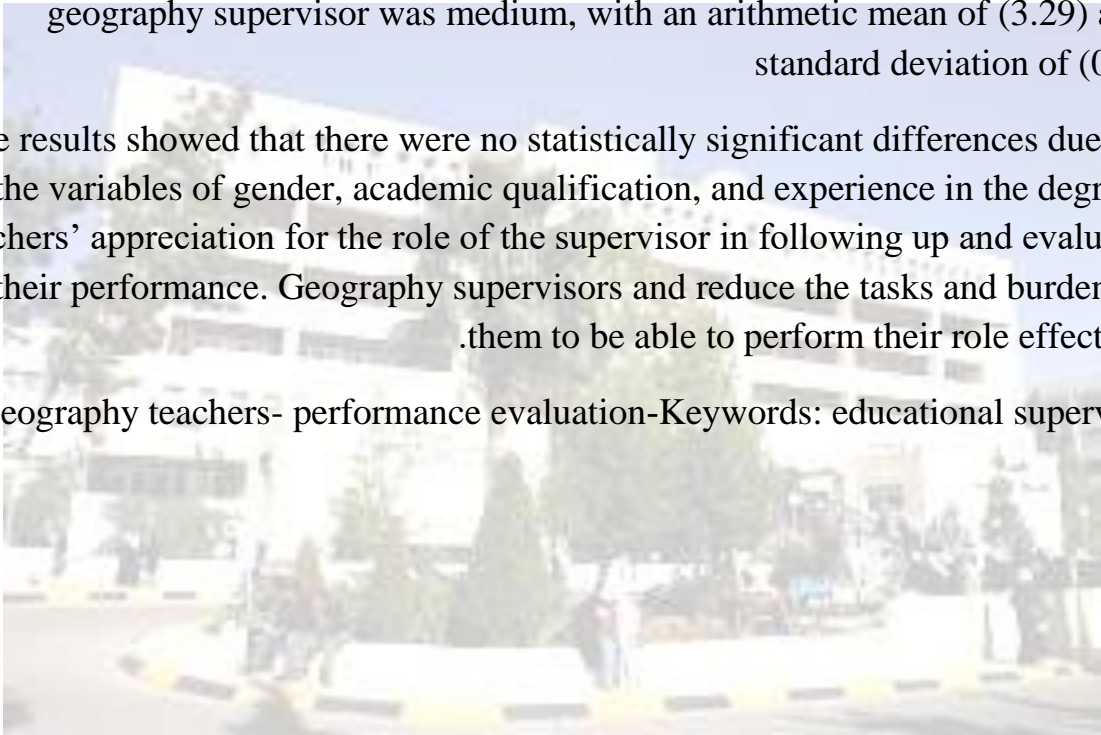 geography supervisor was medium, with an arithmetic mean of (3.29)
standard deviation of (0
results showed that there were no statistically significant differences due
the variables of gender, academic qualification, and experience in the
appreciation for the role of the supervisor in following up and
their performance. Geography supervisors and reduce the tasks and
.them to be able to perform their role
teachers- performance evaluation-Keywords: educational